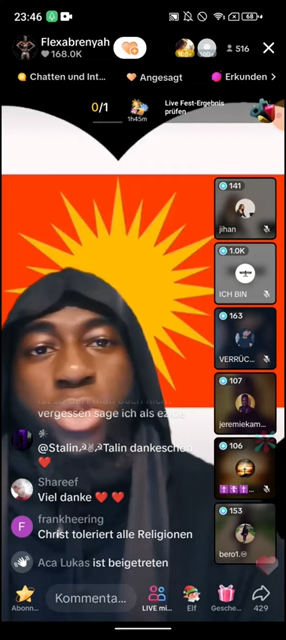 23:46
68
Flexabrenyah
168.0K
516
Chatten und Int...
Angesagt
Erkunden >
0/1
1h45m
Live Fest-Ergebnis
prüfen
141
jihan
1.0K
ICH BIN
163
VERRÜC...
107
jeremiekam...
106
153
bero1.
vergessen sage ich als ezide
@Stalin☭Talin dankeschön
❤️
Shareef
Viel danke ❤️ ❤️
F
frankheering
Christ toleriert alle Religionen
Aca Lukas ist beigetreten
Abonn...
Kommenta...
LIVE mi...
Elf
Gesche...
429